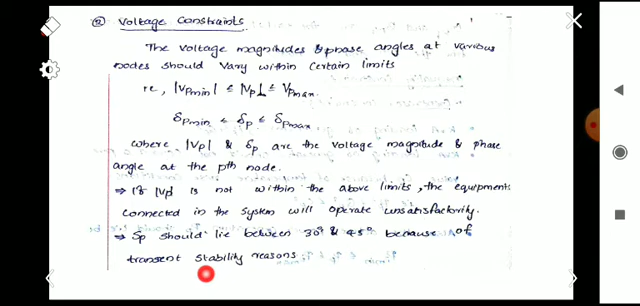 ② Voltage Constraints.
The voltage magnitudes & phase angles at various
nodes should vary within certain limits
ie, |Vpmin| ≤ |Vp| ≤ Vpmax.
δpmin ≤ δp ≤ δpmax
where |Vp| & δp are the voltage magnitude & phase
angle at the pth node.
⇒ If |Vp| is not within the above limits, the equipments
connected in the system will operate unsatisfactorily.
⇒ Sp should lie between 30° & 45° because of
transent stability reasons